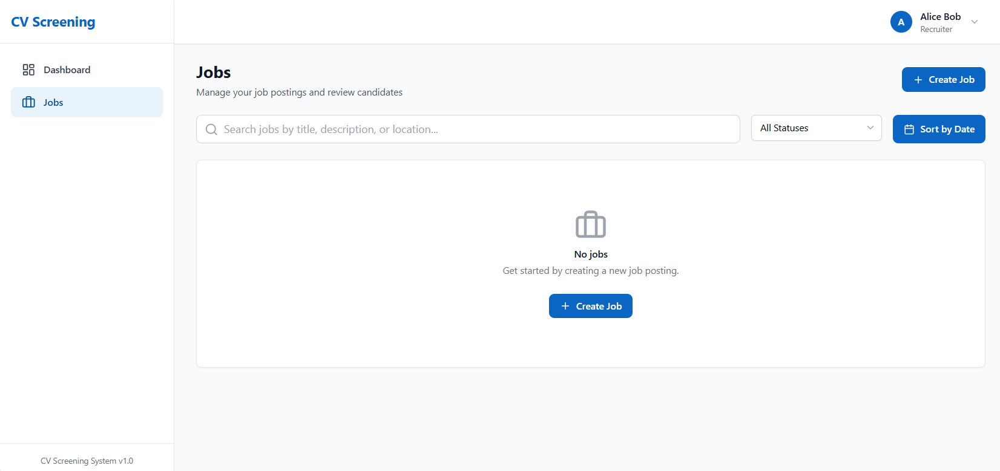 CV Screening
Alice Bob
A
Recruiter
Dashboard
Jobs
Jobs
Manage your job postings and review candidates
Create Job
Search jobs by title, description, or location...
All Statuses
Sort by Date
No jobs
Get started by creating a new job posting.
Create Job
CV Screening System v1.0